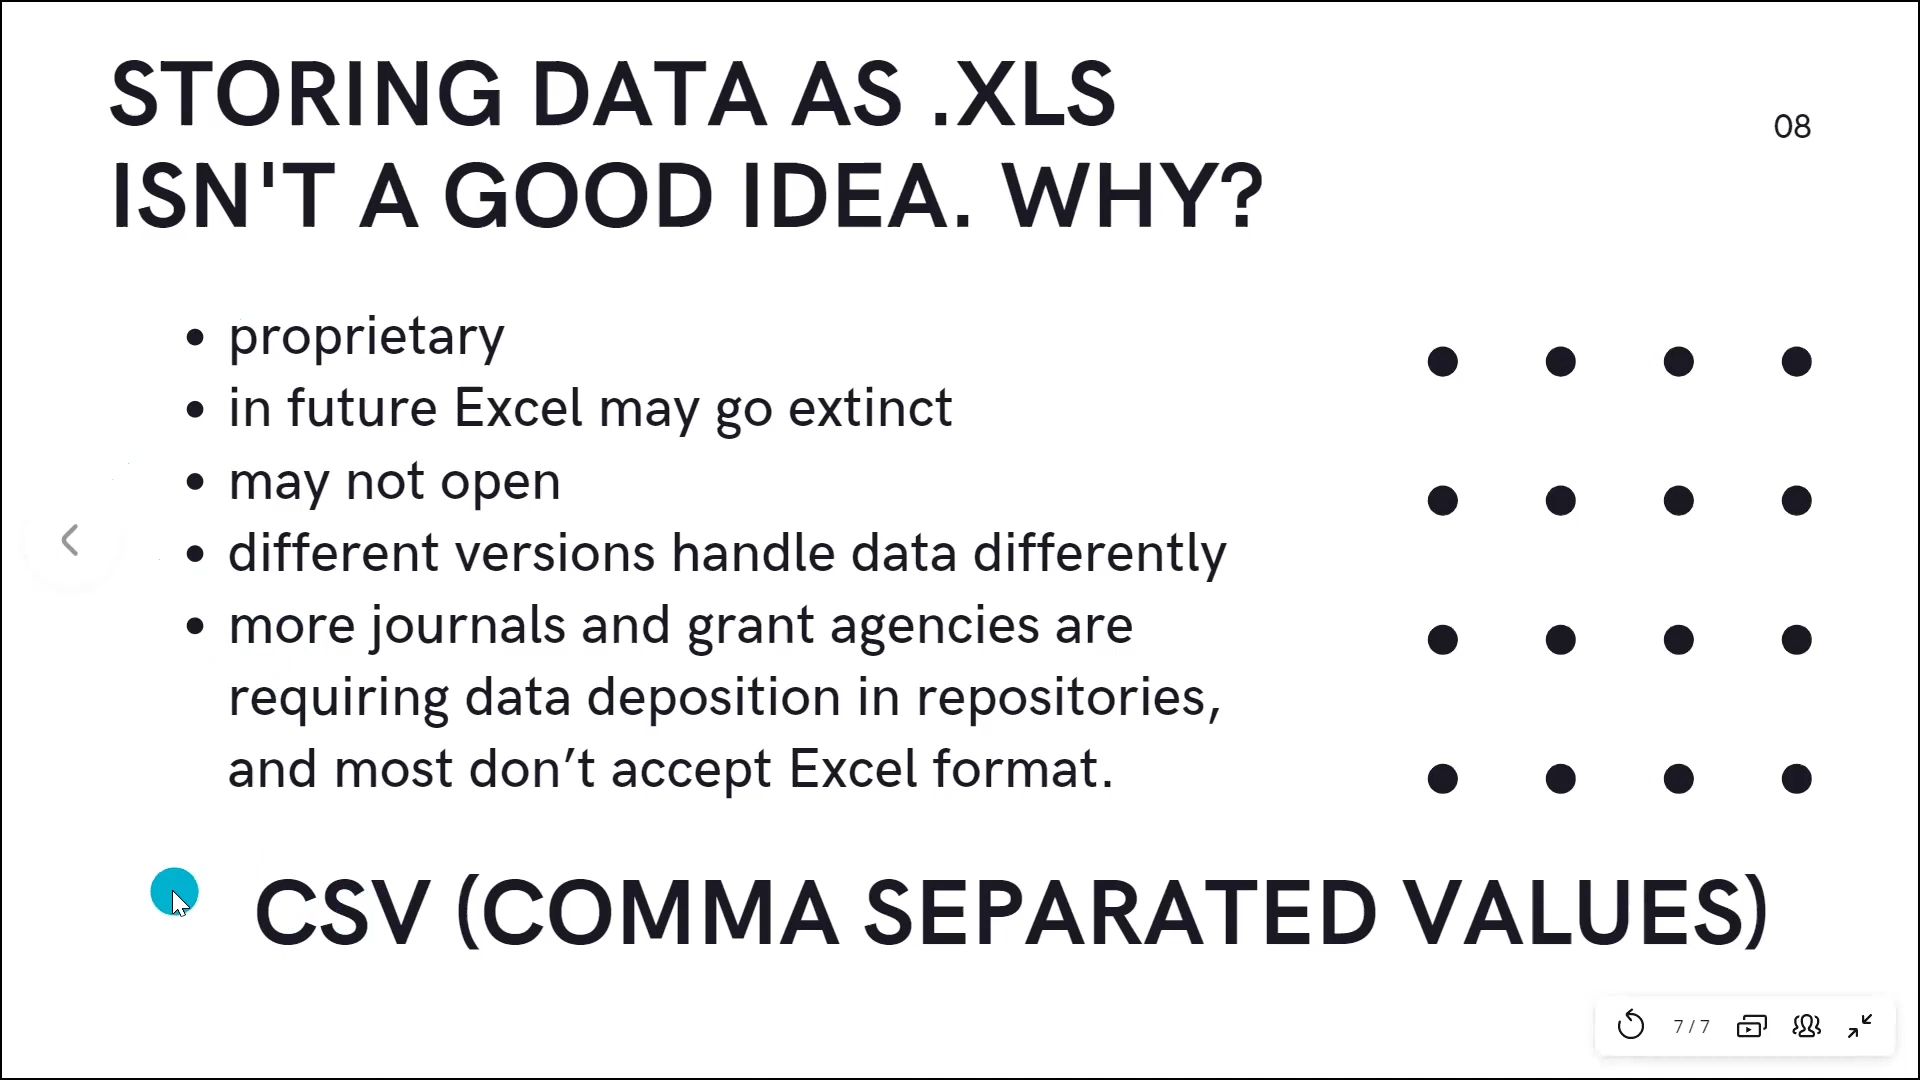 STORING DATA AS .XLS
ISN'T A GOOD IDEA. WHY?
08
• proprietary
• in future Excel may go extinct
• may not open
• different versions handle data differently
• more journals and grant agencies are
requiring data deposition in repositories,
and most don’t accept Excel format.
CSV (COMMA SEPARATED VALUES)
7 / 7